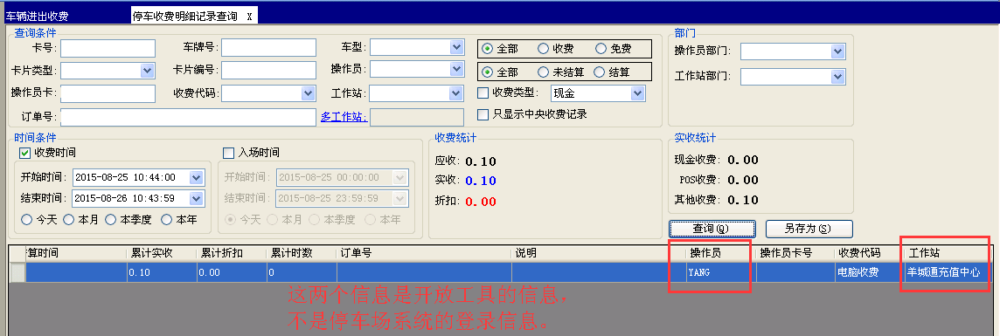 车辆进出收费 停车收费明细记录查询 x
查询条件
卡号: 车牌号: 车型: 全部 收费 免费
卡片类型: 卡片编号: 操作员: 全部 未结算 结算
操作员卡: 收费代码: 工作站: 收费类型: 现金
订单号: 多工作站: 只显示中央收费记录
部门
操作员部门:
工作站部门:
时间条件
收费时间
开始时间: 2015-08-25 10:44:00
结束时间: 2015-08-26 10:43:59
今天 本月 本季度 本年
入场时间
开始时间: 2015-08-25 00:00:00
结束时间: 2015-08-25 23:59:59
今天 本月 本季度 本年
收费统计
应收: 0.10
实收: 0.10
折扣: 0.00
实收统计
现金收费: 0.00
POS收费: 0.00
其他收费: 0.10
查询(Q) 另存为(S)
算时间 累计实收 累计折扣 累计时数 订单号 说明 操作员 操作员卡号 收费代码 工作站
0.10 0.00 0 YANG 电脑收费 羊城通充值中心
这两个信息是开放工具的信息，
不是停车场系统的登录信息。